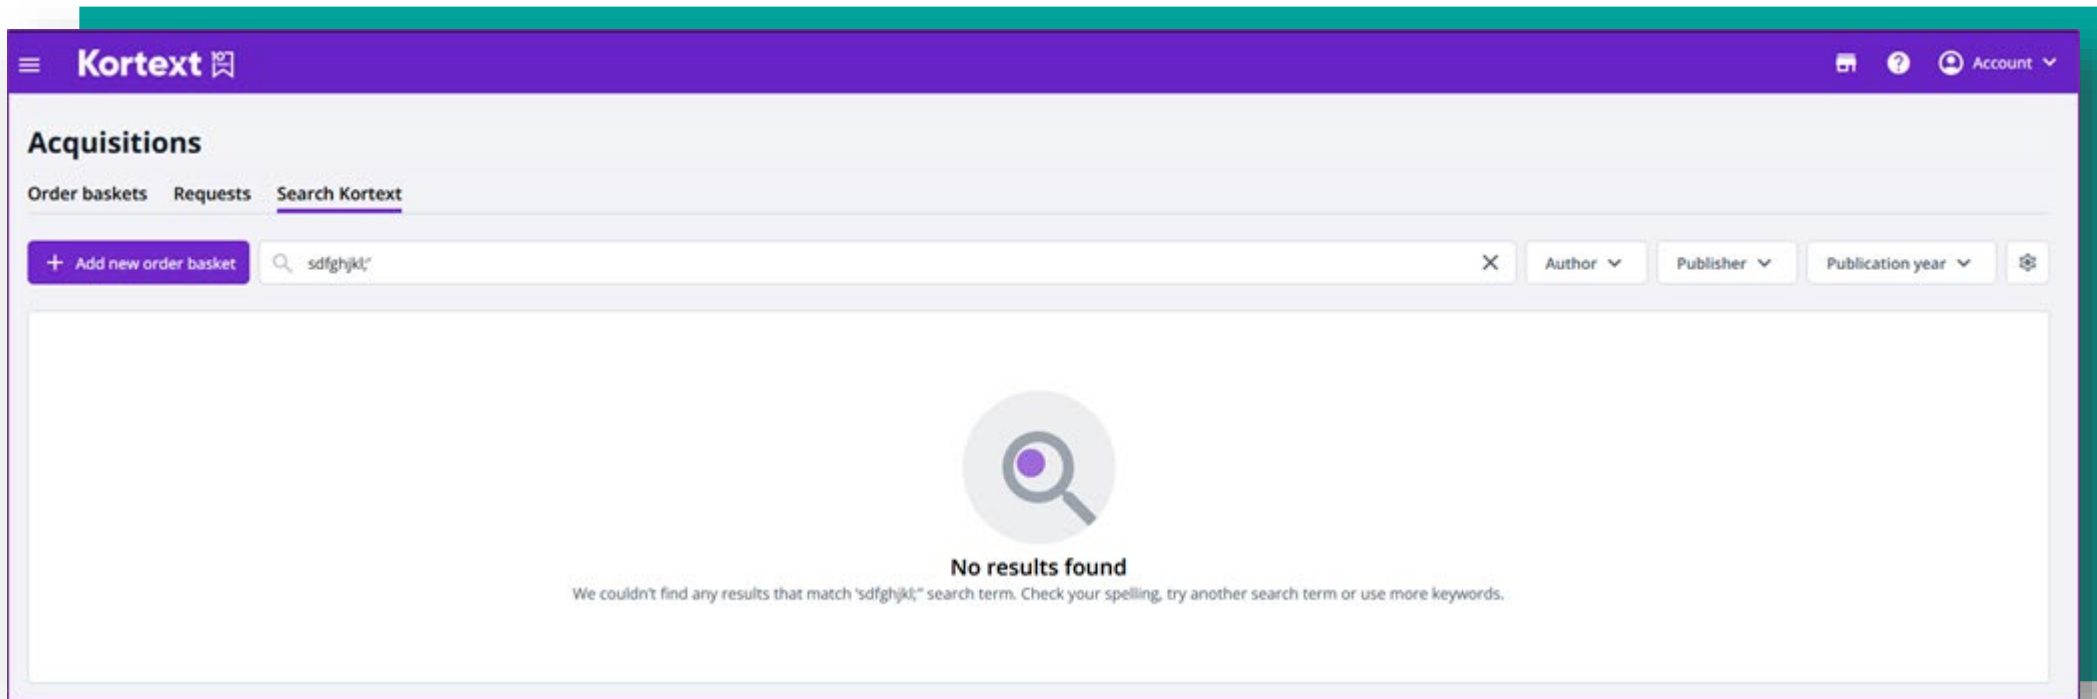 Kortext
Account
Acquisitions
Order baskets Requests Search Kortext
+ Add new order basket sdfghjkl;' Author Publisher Publication year
No results found
We couldn't find any results that match 'sdfghjkl;'' search term. Check your spelling, try another search term or use more keywords.